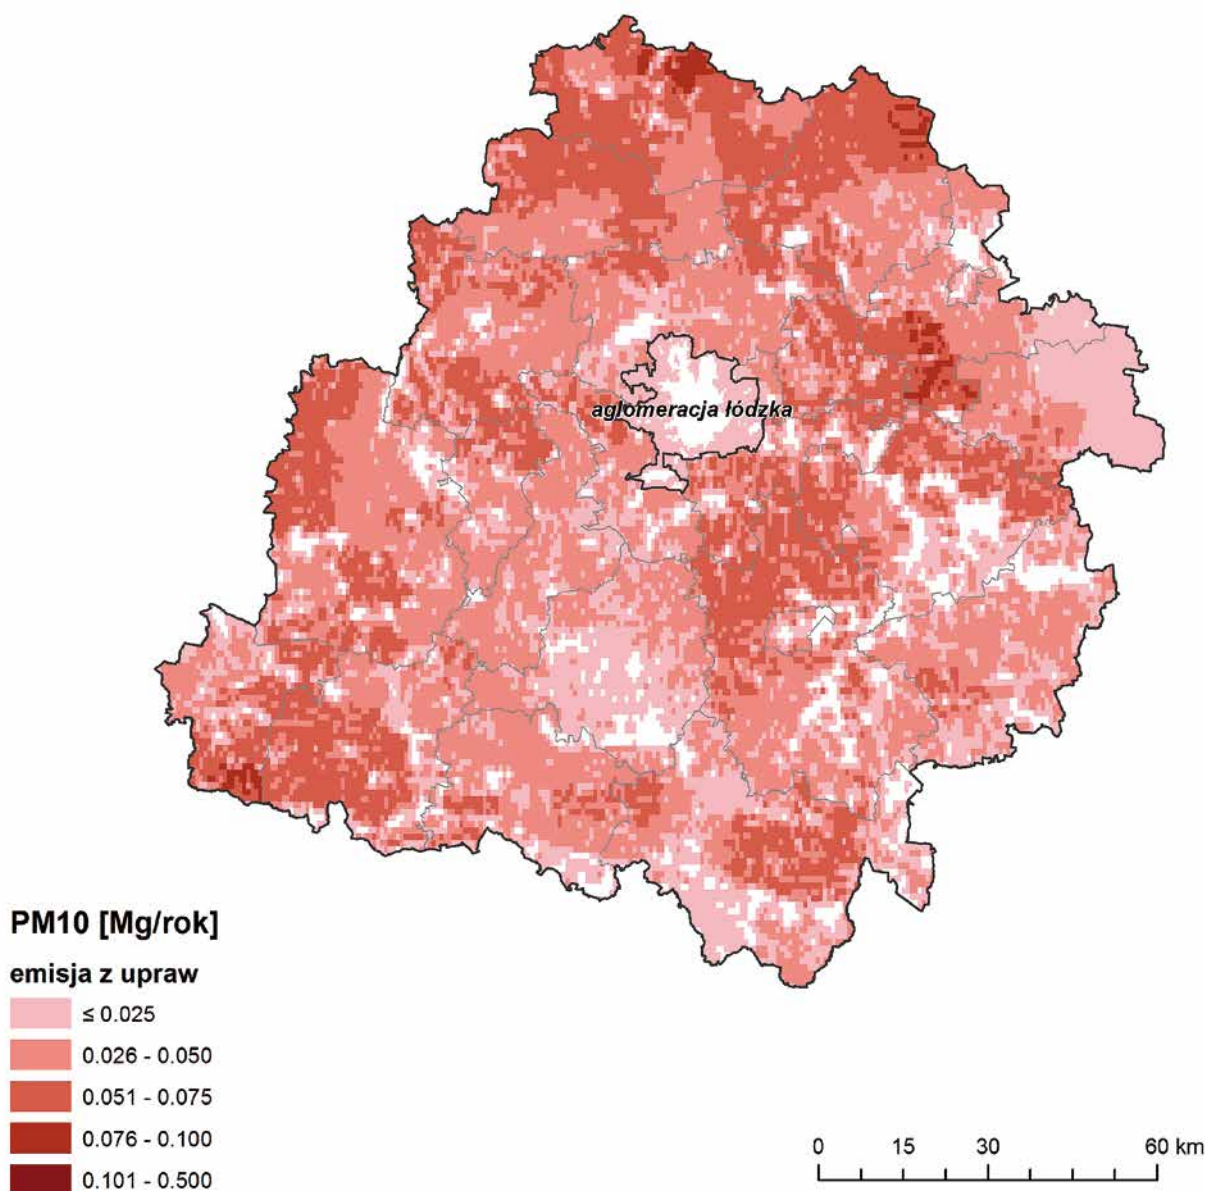 aglomeracja łódzka
PM10 [Mg/rok]
emisja z upraw
≤ 0.025
0.026 - 0.050
0.051 - 0.075
0.076 - 0.100
0.101 - 0.500
0 15 30 60 km